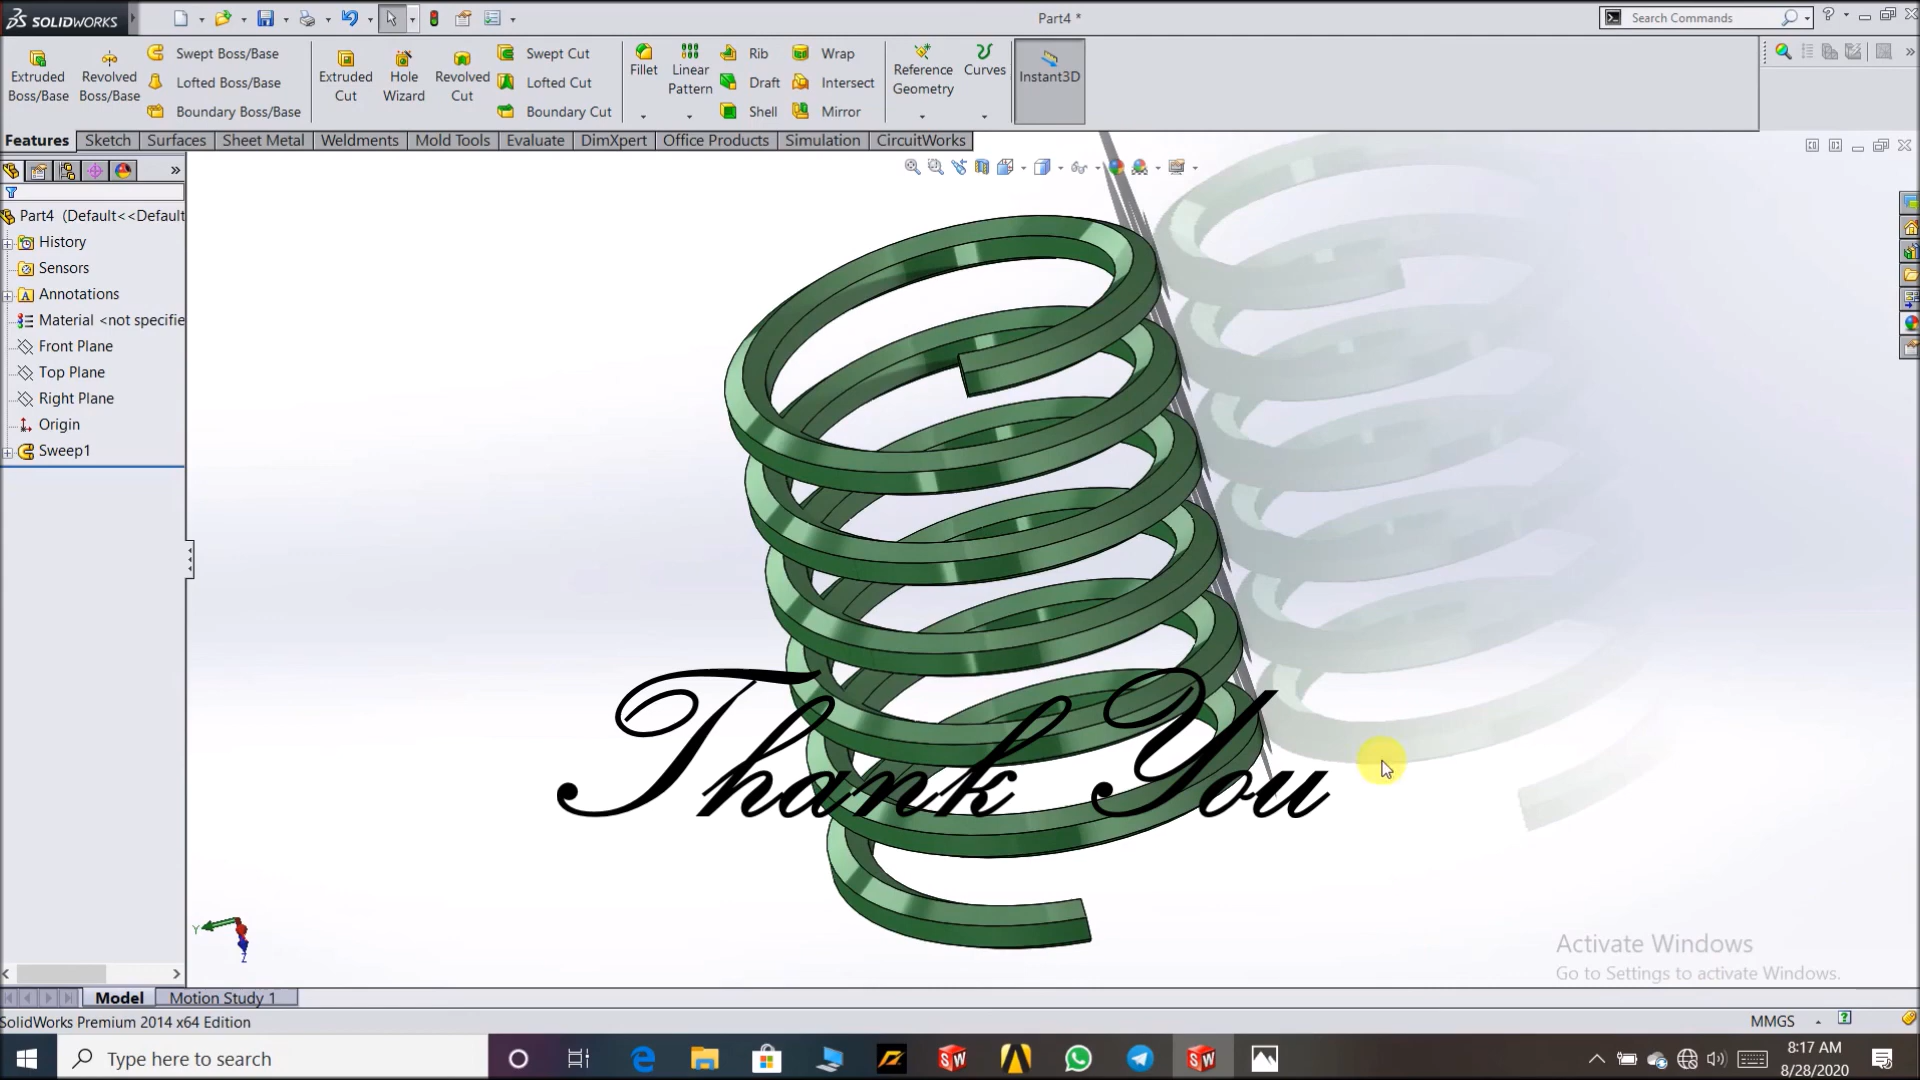 SOLIDWORKS
Part4 *
Search Commands
Extruded Boss/Base
Revolved Boss/Base
Swept Boss/Base
Lofted Boss/Base
Boundary Boss/Base
Extruded Cut
Hole Wizard
Revolved Cut
Swept Cut
Lofted Cut
Boundary Cut
Fillet
Linear Pattern
Rib
Draft
Shell
Wrap
Intersect
Mirror
Reference Geometry
Curves
Instant3D
Features
Sketch
Surfaces
Sheet Metal
Weldments
Mold Tools
Evaluate
DimXpert
Office Products
Simulation
CircuitWorks
Part4 (Default<<Default
History
Sensors
Annotations
Material <not specifie
Front Plane
Top Plane
Right Plane
Origin
Sweep1
Thank You
Y
Z
Activate Windows
Go to Settings to activate Windows.
Model
Motion Study 1
SolidWorks Premium 2014 x64 Edition
MMGS
Type here to search
8:17 AM
8/28/2020